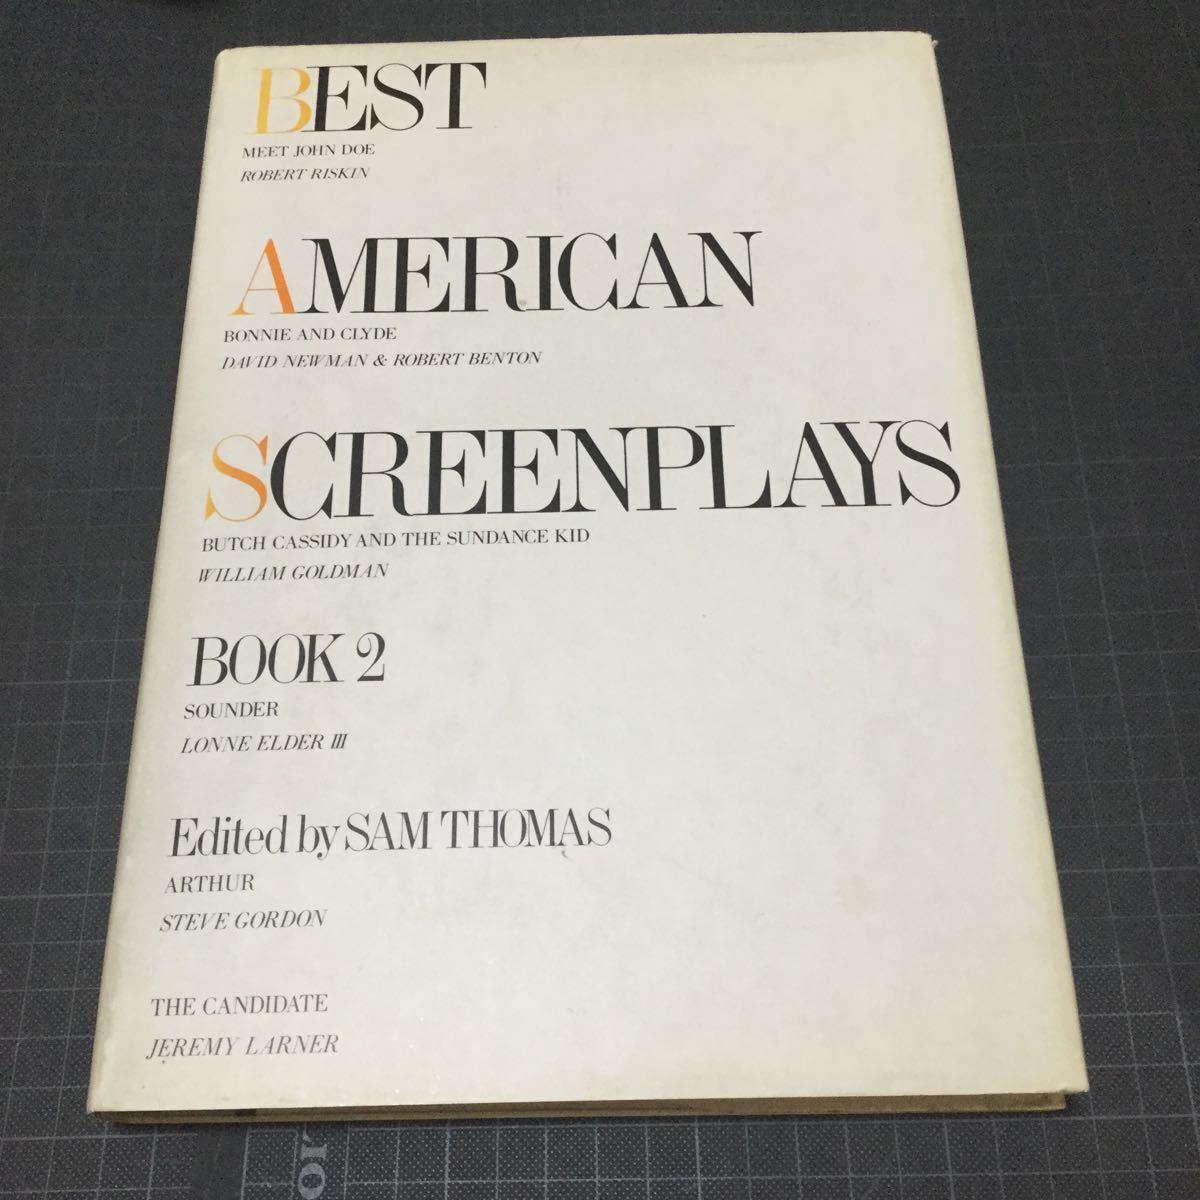 BEST
MEET JOHN DOE
ROBERT RISKIN
AMERICAN
BONNIE AND CLYDE
DAVID NEWMAN & ROBERT BENTON
SCREENPLAYS
BUTCH CASSIDY AND THE SUNDANCE KID
WILLIAM GOLDMAN
BOOK 2
SOUNDER
LONNE ELDER III
Edited by SAM THOMAS
ARTHUR
STEVE GORDON
THE CANDIDATE
JEREMY LARNER